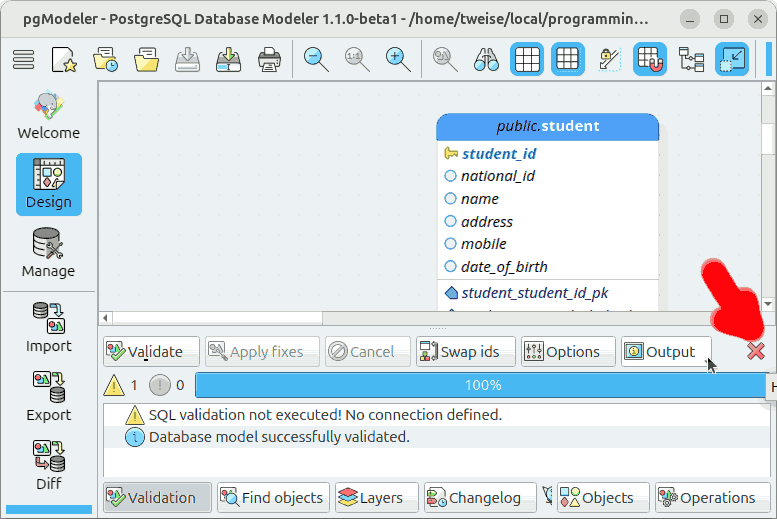 pgModeler - PostgreSQL Database Modeler 1.1.0-beta1 - /home/tweise/local/programmin...
1:1
Welcome
Design
Manage
Import
Export
Diff
public.student
student_id
national_id
name
address
mobile
date_of_birth
student_student_id_pk
Validate
Apply fixes
Cancel
Swap ids
Options
Output
1
0
100%
H
SQL validation not executed! No connection defined.
Database model successfully validated.
Validation
Find objects
Layers
Changelog
Objects
Operations